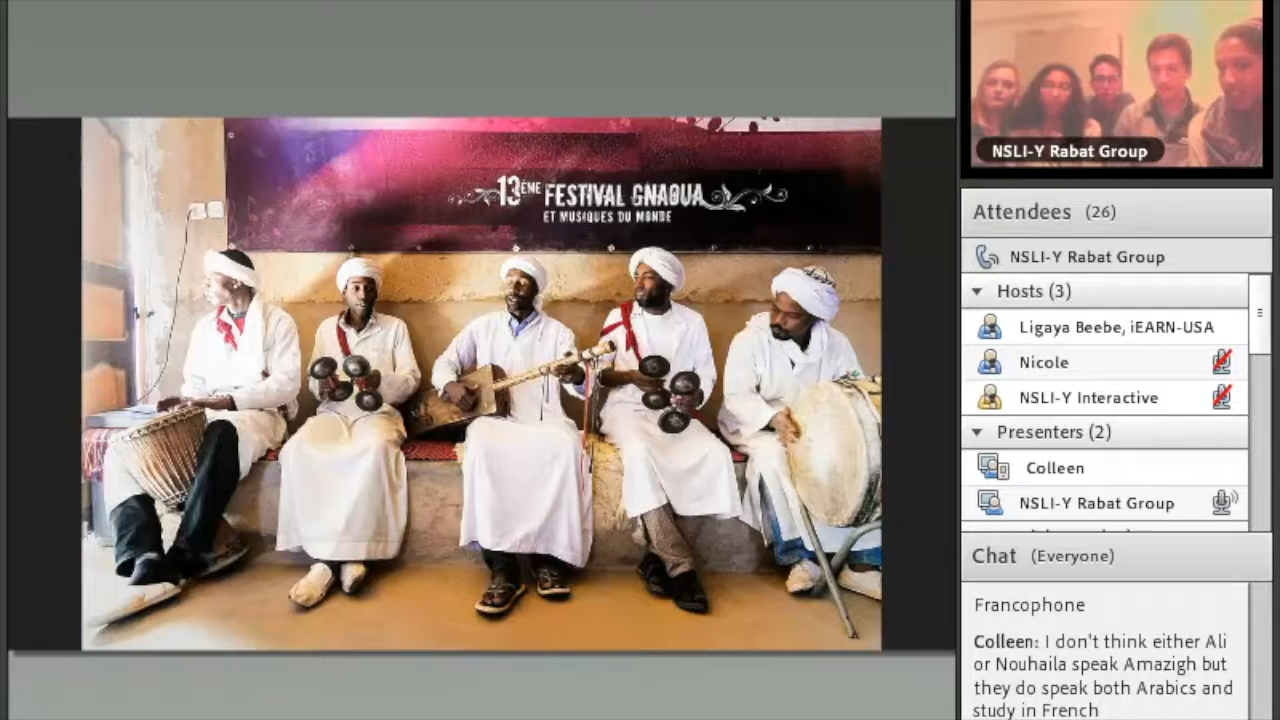 13ÈME FESTIVAL GNAOUA
ET MUSIQUES DU MONDE
NSLI-Y Rabat Group
Attendees (26)
NSLI-Y Rabat Group
Hosts (3)
Ligaya Beebe, iEARN-USA
Nicole
NSLI-Y Interactive
Presenters (2)
Colleen
NSLI-Y Rabat Group
Chat (Everyone)
Francophone
Colleen: I don't think either Ali
or Nouhaila speak Amazigh but
they do speak both Arabics and
study in French